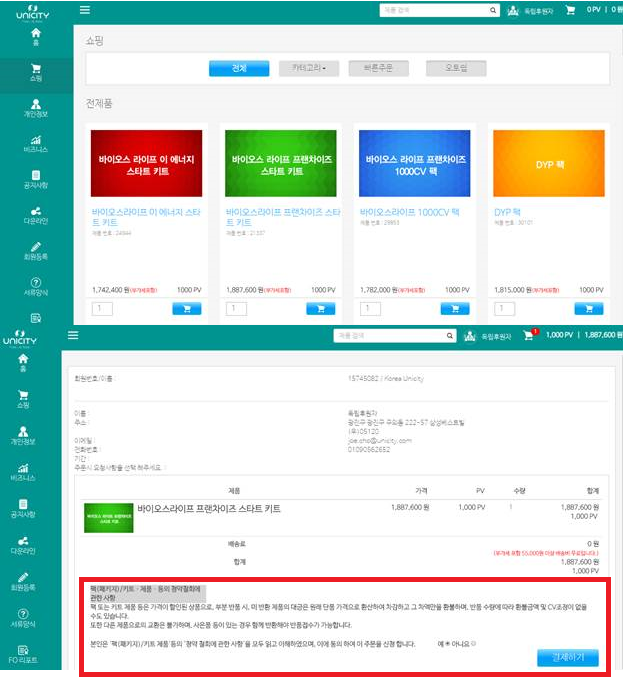 UNICITY
제품 검색
독립후원자
0 PV | 0 원
홈
쇼핑
개인정보
비즈니스
공지사항
다운라인
회원등록
서류양식
쇼핑
전체
카테고리
빠른주문
오토쉽
전제품
바이오스 라이프 이 에너지
스타트 키트
바이오스 라이프 프랜차이즈
스타트 키트
바이오스 라이프 프랜차이즈
1000CV 팩
DYP 팩
바이오스라이프 이 에너지 스타
트 키트
바이오스라이프 프랜차이즈 스타
트 키트
바이오스라이프 1000CV 팩
DYP 팩
제품 번호 : 30101
1,742,400 원(부가세포함) 1000 PV
1,887,600 원(부가세포함) 1000 PV
1,782,000 원(부가세포함) 1000 PV
1,815,000 원(부가세포함) 1000 PV
1
1
1
1
UNICITY
제품 검색
독립후원자
1
1,000 PV | 1,887,600 원
홈
쇼핑
개인정보
비즈니스
공지사항
다운라인
회원등록
서류양식
FO 리포트
회원번호/이름 :
15745082 / Korea Unicity
이름 :
독립후원자
주소 :
광진구 광진구 구의동 222-57 삼성베스트빌
(우)05120
이메일 :
joe.cho@unicity.com
전화번호 :
01090562652
기간 :
주문시 요청사항을 선택 해주세요. :
제품 가격 PV 수량 합계
바이오스 라이프 프랜차이즈
스타트 키트
바이오스라이프 프랜차이즈 스타트 키트
1,887,600 원 1,000 PV 1 1,887,600 원
1,000 PV
배송료 0 원
(부가세 포함 55,000원 이상 배송비 무료입니다.)
합계 1,887,600 원
1,000 PV
팩(패키지)/키트ㆍ제품ㆍ등의 청약철회에
관한 사항
팩 또는 키트 제품 등은 가격이 할인된 상품으로, 부분 반품 시, 미 반환 제품의 대금은 원래 단품 가격으로 환산하여 차감하고 그 차액만을 환불하며, 반품 수량에 따라 환불금액 및 CV조정이 없을
수도 있습니다.
또한 다른 제품으로의 교환은 불가하며, 사은품 등이 있는 경우 함께 반환해야 반품접수가 가능합니다.
본인은 '팩(패키지)/키트 제품 등의 '청약 철회에 관한 사항'을 모두 읽고 이해하였으며, 이에 동의 하여 이 주문을 신청 합니다. 예 아니요
결제하기